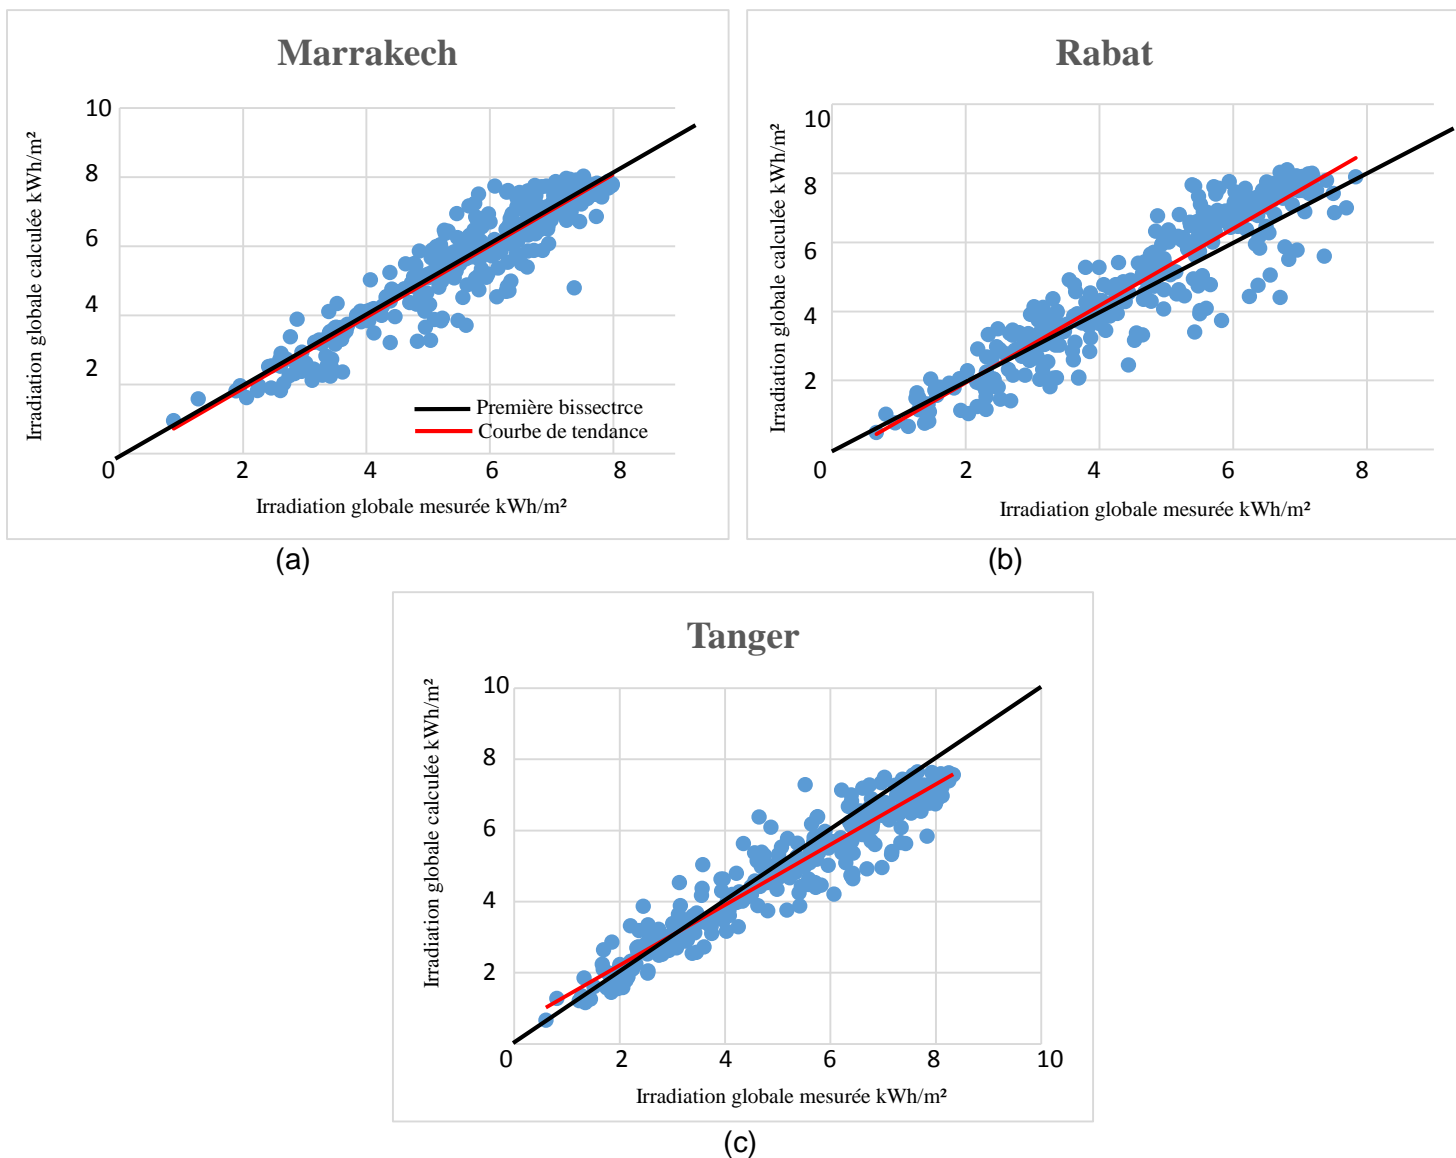 Marrakech
Irradiation globale calculée kWh/m²
10
8
6
4
2
0
2
4
6
8
Première bissectrce
Courbe de tendance
Irradiation globale mesurée kWh/m²
(a)
Rabat
Irradiation globale calculée kWh/m²
10
8
6
4
2
0
2
4
6
8
Irradiation globale mesurée kWh/m²
(b)
Tanger
Irradiation globale calculée kWh/m²
10
8
6
4
2
0
2
4
6
8
10
Irradiation globale mesurée kWh/m²
(c)